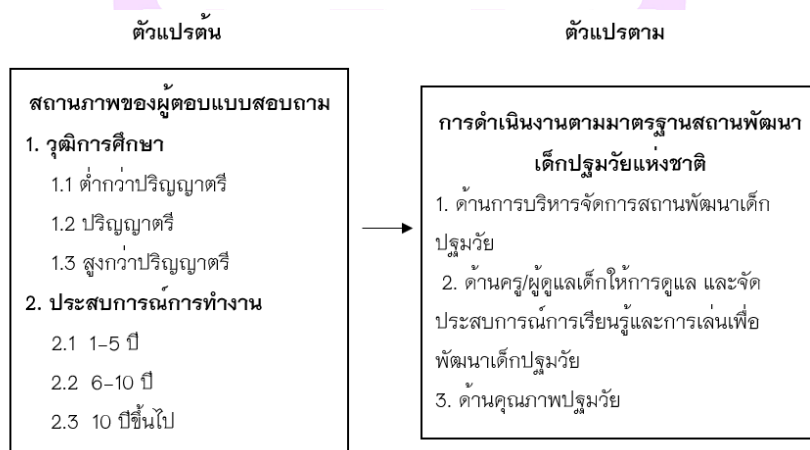 ตัวแปรต้น
ตัวแปรตาม
สถานภาพของผู้ตอบแบบสอบถาม
1. วุฒิการศึกษา
1.1 ต่ำกว่าปริญญาตรี
1.2 ปริญญาตรี
1.3 สูงกว่าปริญญาตรี
2. ประสบการณ์การทำงาน
2.1 1-5 ปี
2.2 6-10 ปี
2.3 10 ปีขึ้นไป
การดำเนินงานตามมาตรฐานสถานพัฒนา
เด็กปฐมวัยแห่งชาติ
1. ด้านการบริหารจัดการสถานพัฒนาเด็ก
ปฐมวัย
2. ด้านครู/ผู้ดูแลเด็กให้การดูแล และจัด
ประสบการณ์การเรียนรู้และการเล่นเพื่อ
พัฒนาเด็กปฐมวัย
3. ด้านคุณภาพปฐมวัย